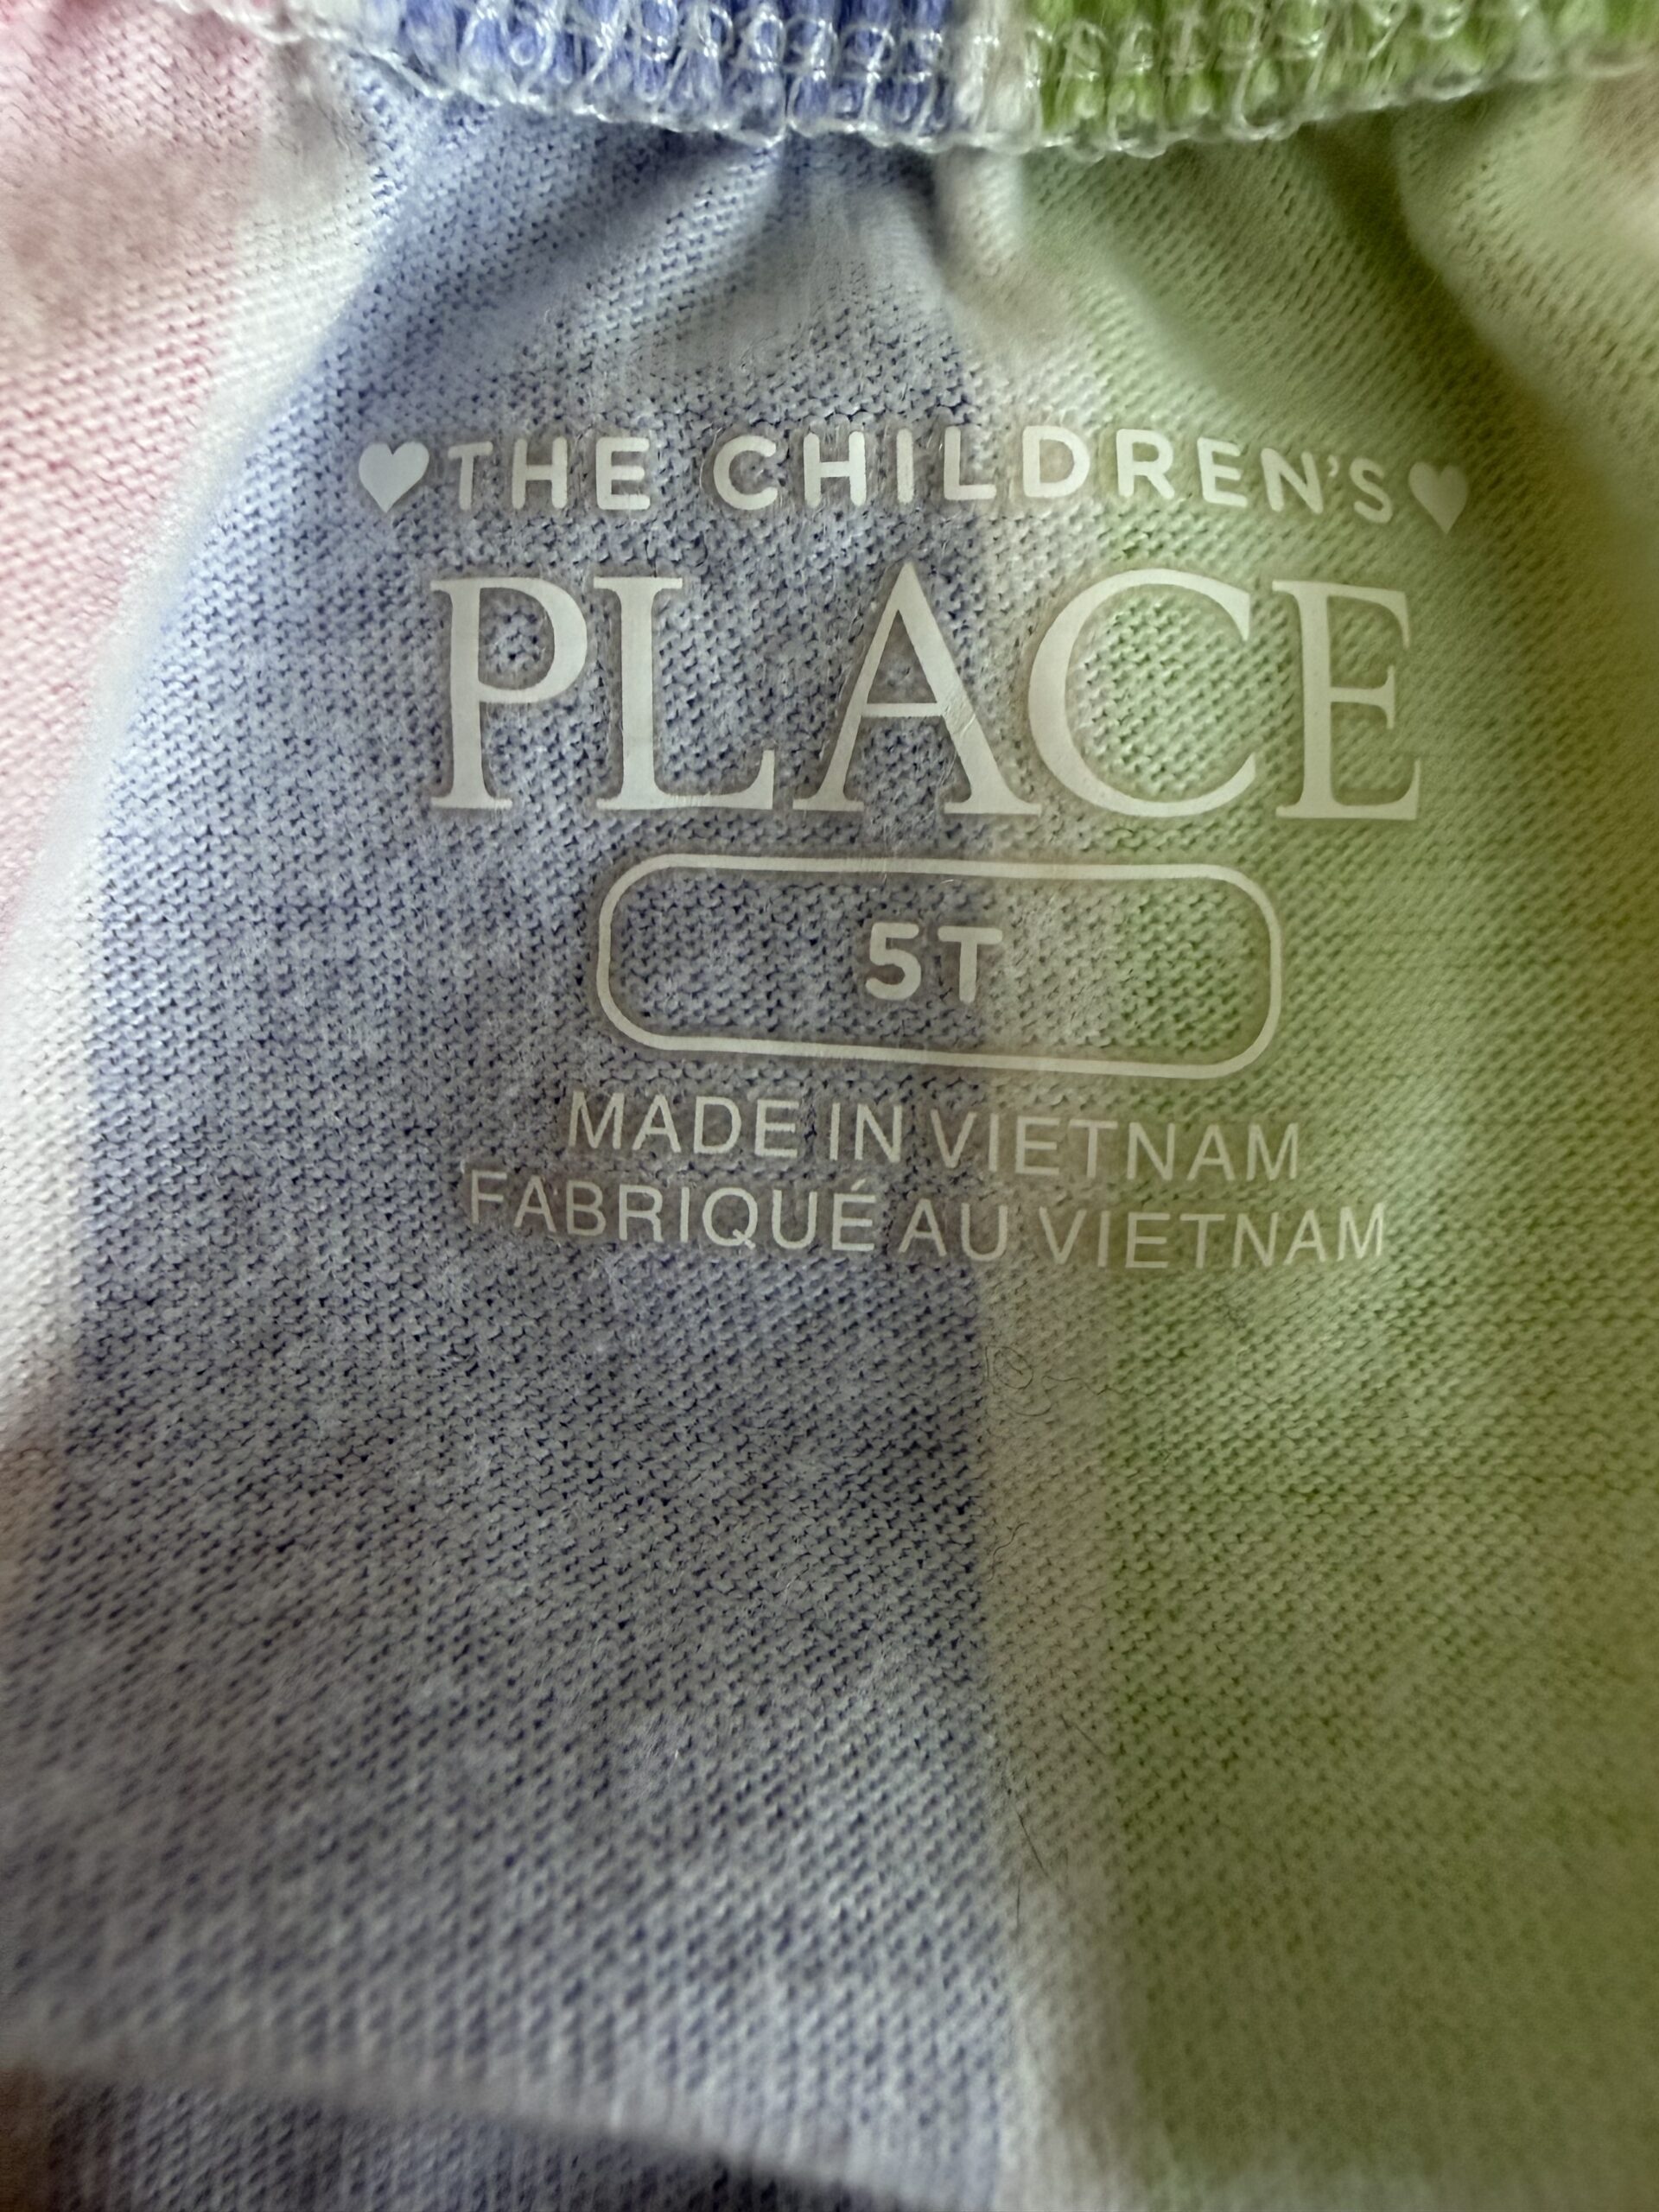 THE CHILDREN'S
PLACE
5T
MADE IN VIETNAM
FABRIQUÉ AU VIETNAM